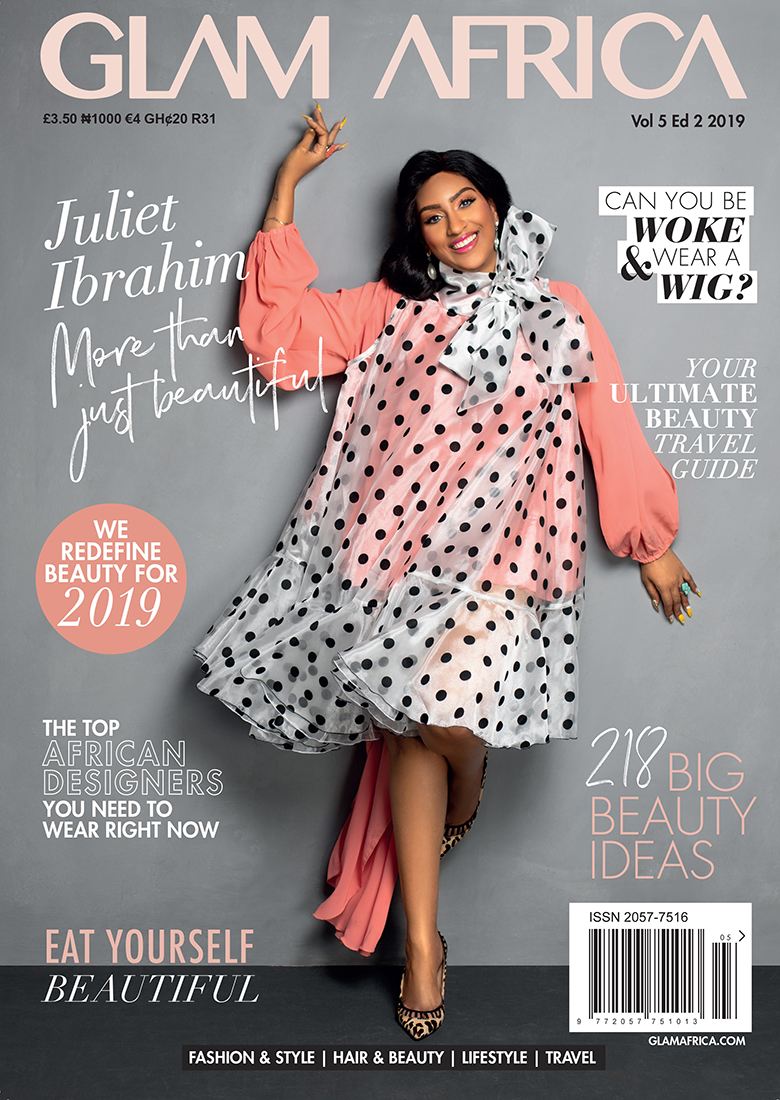 GLAM AFRICA
£3.50 ₦1000 €4 GH¢20 R31
Vol 5 Ed 2 2019
Juliet
Ibrahim
More than
just beautiful
CAN YOU BE
WOKE
& WEAR A
WIG?
YOUR
ULTIMATE
BEAUTY
TRAVEL
GUIDE
WE
REDEFINE
BEAUTY FOR
2019
THE TOP
AFRICAN
DESIGNERS
YOU NEED TO
WEAR RIGHT NOW
218 BIG
BEAUTY
IDEAS
EAT YOURSELF
BEAUTIFUL
ISSN 2057-7516
05 >
9 772057 751013
GLAMAFRICA.COM
FASHION & STYLE | HAIR & BEAUTY | LIFESTYLE | TRAVEL